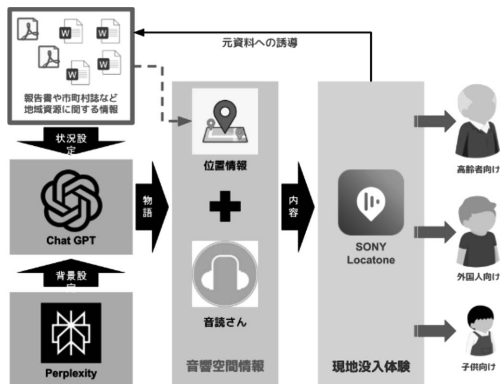 元資料への誘導
報告書や市町村誌など
地域資源に関する情報
状況設
定
Chat GPT
背景設
定
Perplexity
物語
位置情報
音読さん
音響空間情報
内容
SONY
Locatone
現地没入体験
高齢者向け
外国人向け
子供向け